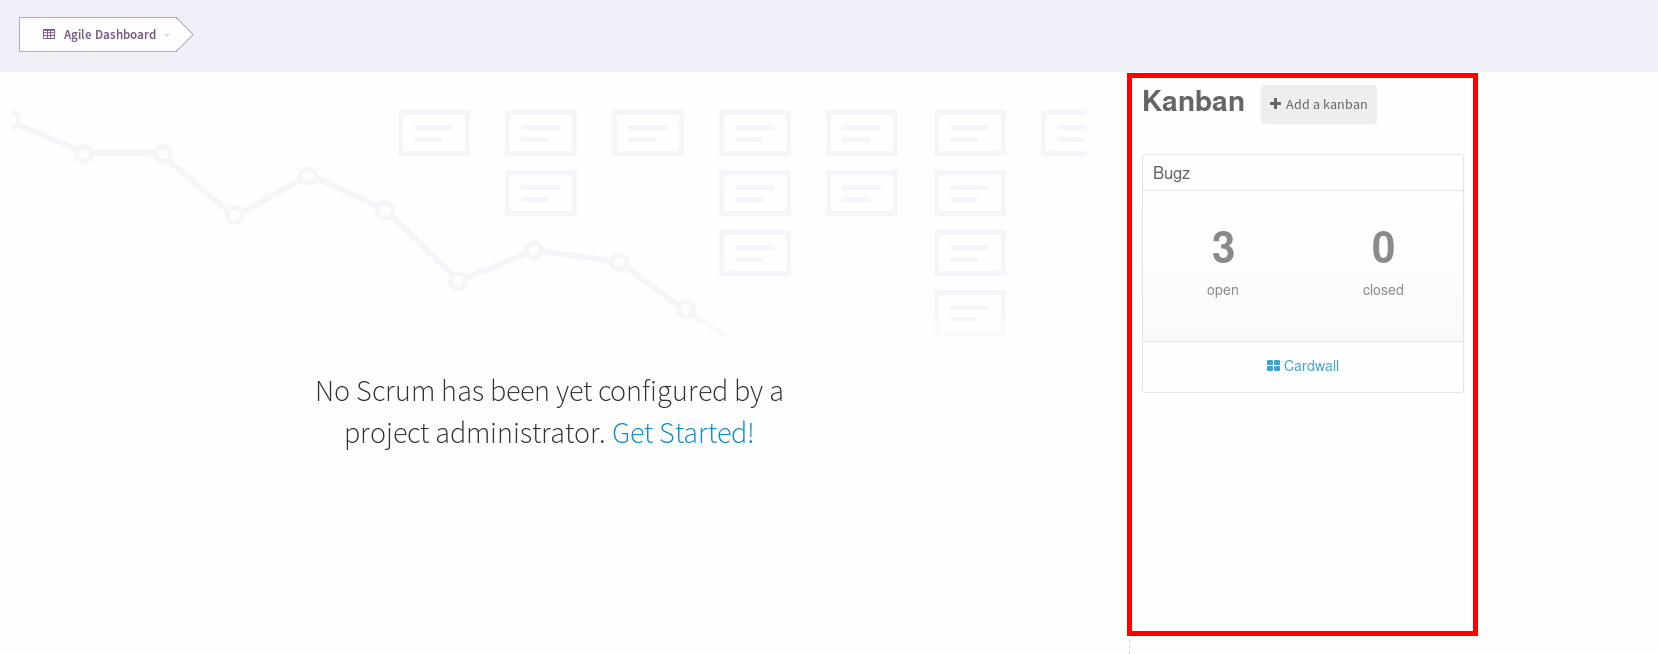 Agile Dashboard
Kanban
Add a kanban
Bugz
3 0
open closed
Cardwall
No Scrum has been yet configured by a
project administrator. Get Started!